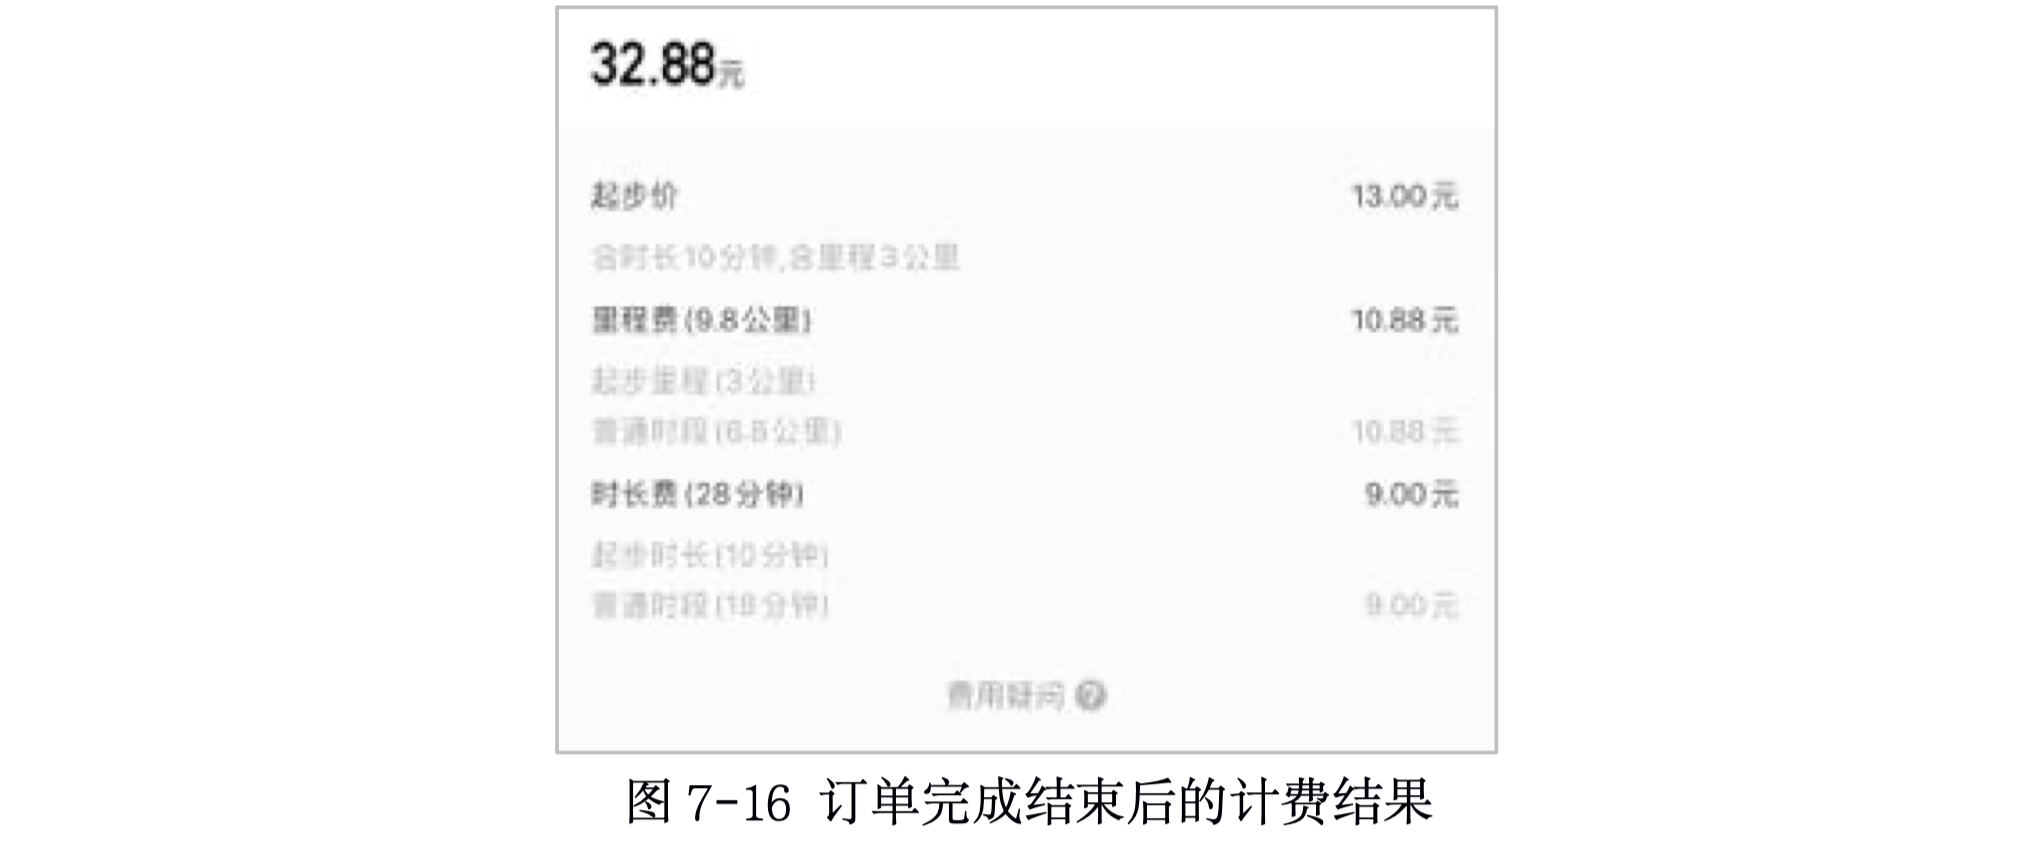 32.88元
起步价 13.00元
含时长10分钟,含里程3公里
里程费(9.8公里) 10.88元
起步里程(3公里)
普通时段(6.8公里) 10.88元
时长费(28分钟) 9.00元
起步时长(10分钟)
普通时段(18分钟) 9.00元
费用疑问
图 7-16 订单完成结束后的计费结果